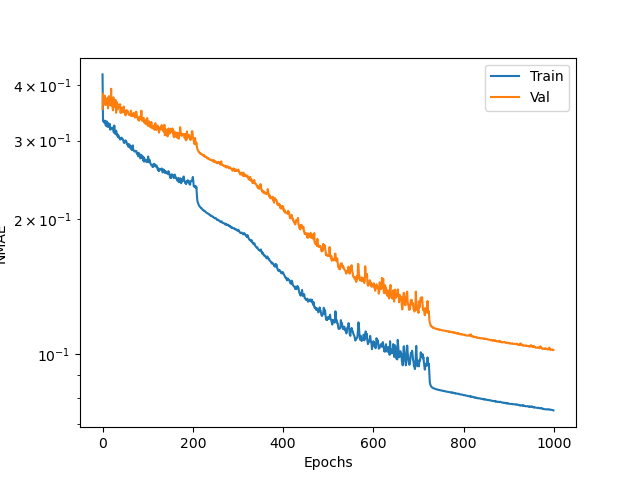 4 × 10⁻¹
3 × 10⁻¹
2 × 10⁻¹
10⁻¹
NMAE
0 200 400 600 800 1000
Epochs
Train
Val